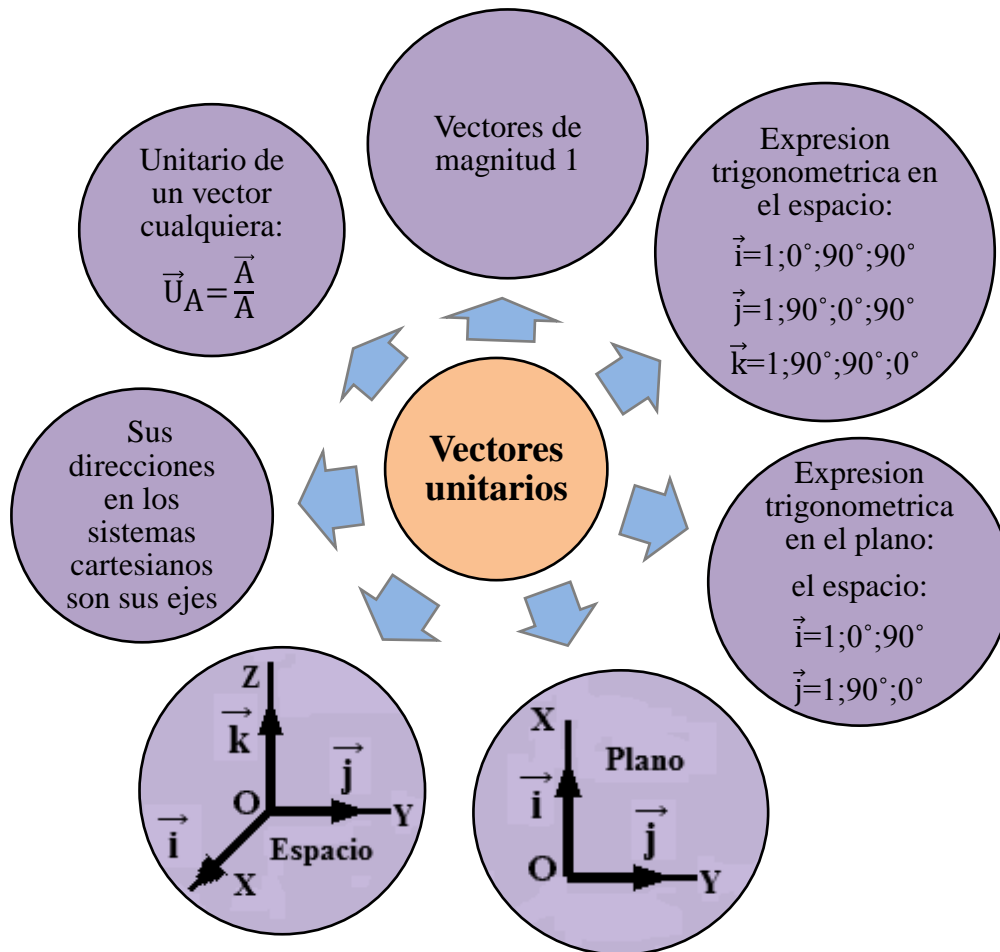 Vectores de
magnitud 1
Expresion
trigonometrica en
el espacio:
i⃗=1;0°;90°;90°
j⃗=1;90°;0°;90°
k⃗=1;90°;90°;0°
Expresion
trigonometrica
en el plano:
el espacio:
i⃗=1;0°;90°
j⃗=1;90°;0°
X
Plano
i⃗
j⃗
O
Y
Z
k⃗
j⃗
O
Y
i⃗
Espacio
X
Sus
direcciones
en los
sistemas
cartesianos
son sus ejes
Unitario de
un vector
cualquiera:
U⃗_A=A⃗/A
Vectores
unitarios